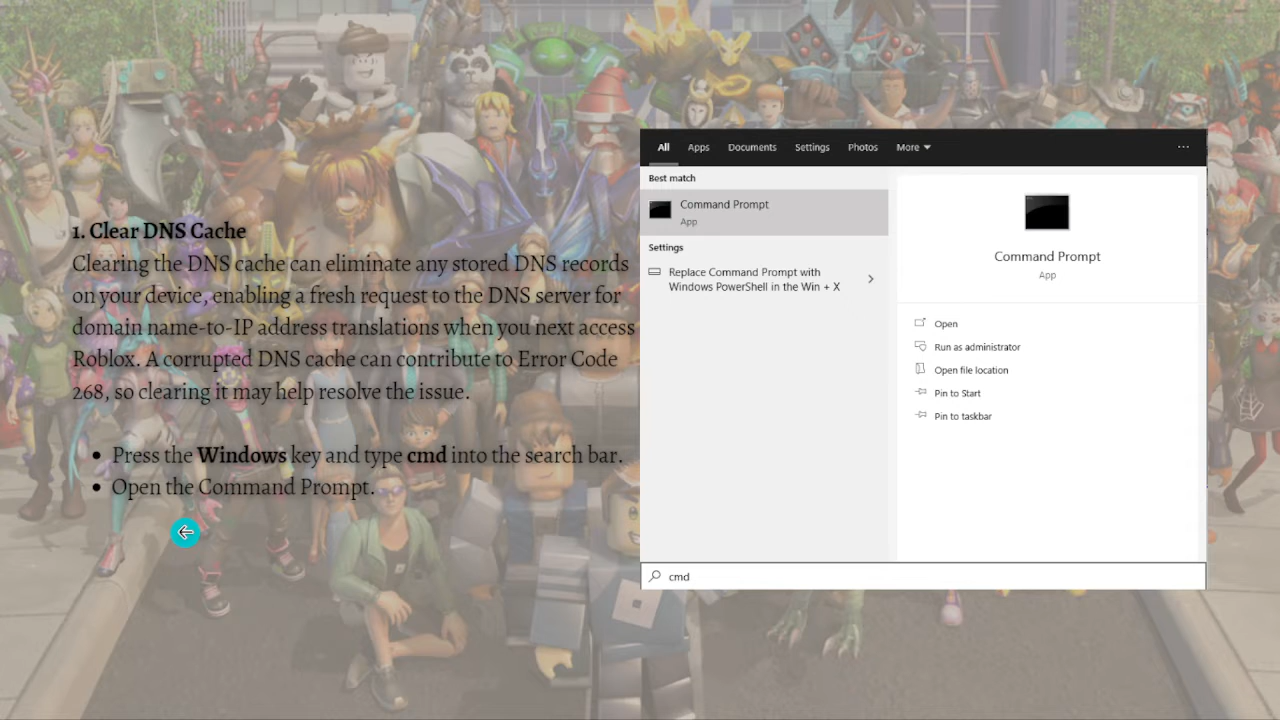 1. Clear DNS Cache
Clearing the DNS cache can eliminate any stored DNS records
on your device, enabling a fresh request to the DNS server for
domain name-to-IP address translations when you next access
Roblox. A corrupted DNS cache can contribute to Error Code
268, so clearing it may help resolve the issue.
• Press the Windows key and type cmd into the search bar.
• Open the Command Prompt.
All Apps Documents Settings Photos More
Best match
Command Prompt
App
Settings
Replace Command Prompt with
Windows PowerShell in the Win + X
Command Prompt
App
Open
Run as administrator
Open file location
Pin to Start
Pin to taskbar
cmd